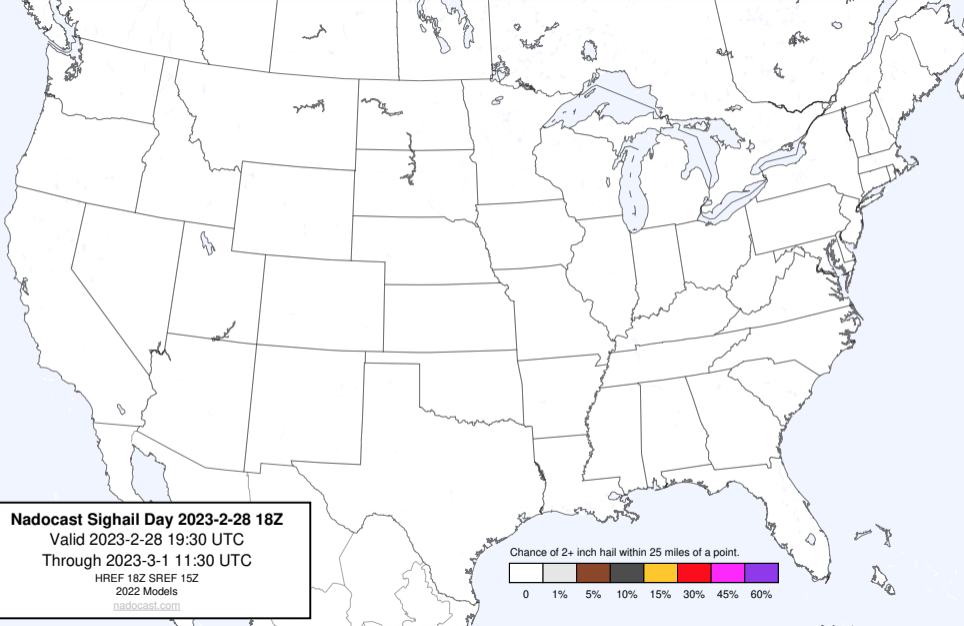 Nadocast Sighail Day 2023-2-28 18Z
Valid 2023-2-28 19:30 UTC
Through 2023-3-1 11:30 UTC
HREF 18Z SREF 15Z
2022 Models
nadocast.com
Chance of 2+ inch hail within 25 miles of a point.
0 1% 5% 10% 15% 30% 45% 60%